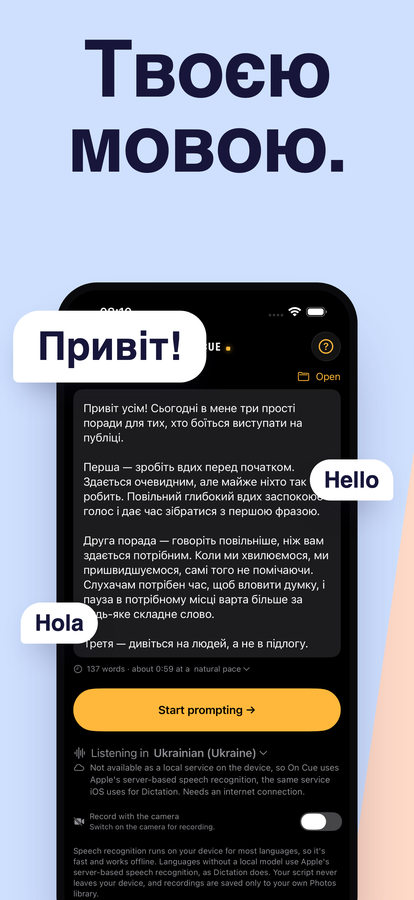 Твоєю
мовою.
Привіт!
CUE
Open
Привіт усім! Сьогодні в мене три прості
поради для тих, хто боїться виступати на
публіці.
Перша — зробіть вдих перед початком.
Здається очевидним, але майже ніхто так
Hello
робить. Повільний глибокий вдих заспокоює
голос і дає час зібратися з першою фразою.
Друга порада — говоріть повільніше, ніж вам
здається потрібним. Коли ми хвилюємося, ми
пришвидшуємося, самі того не помічаючи.
Слухачам потрібен час, щоб вловити думку, і
пауза в потрібному місці варта більше за
Hola
будь-яке складне слово.
Третя — дивіться на людей, а не в підлогу.
137 words · about 0:59 at a natural pace
Start prompting →
Listening in Ukrainian (Ukraine)
Not available as a local service on the device, so On Cue uses
Apple's server-based speech recognition, the same service
iOS uses for Dictation. Needs an internet connection.
Record with the camera
Switch on the camera for recording.
Speech recognition runs on your device for most languages, so it's
fast and works offline. Languages without a local model use Apple's
server-based speech recognition, as Dictation does. Your script never
leaves your device, and recordings are saved only to your own Photos
library.